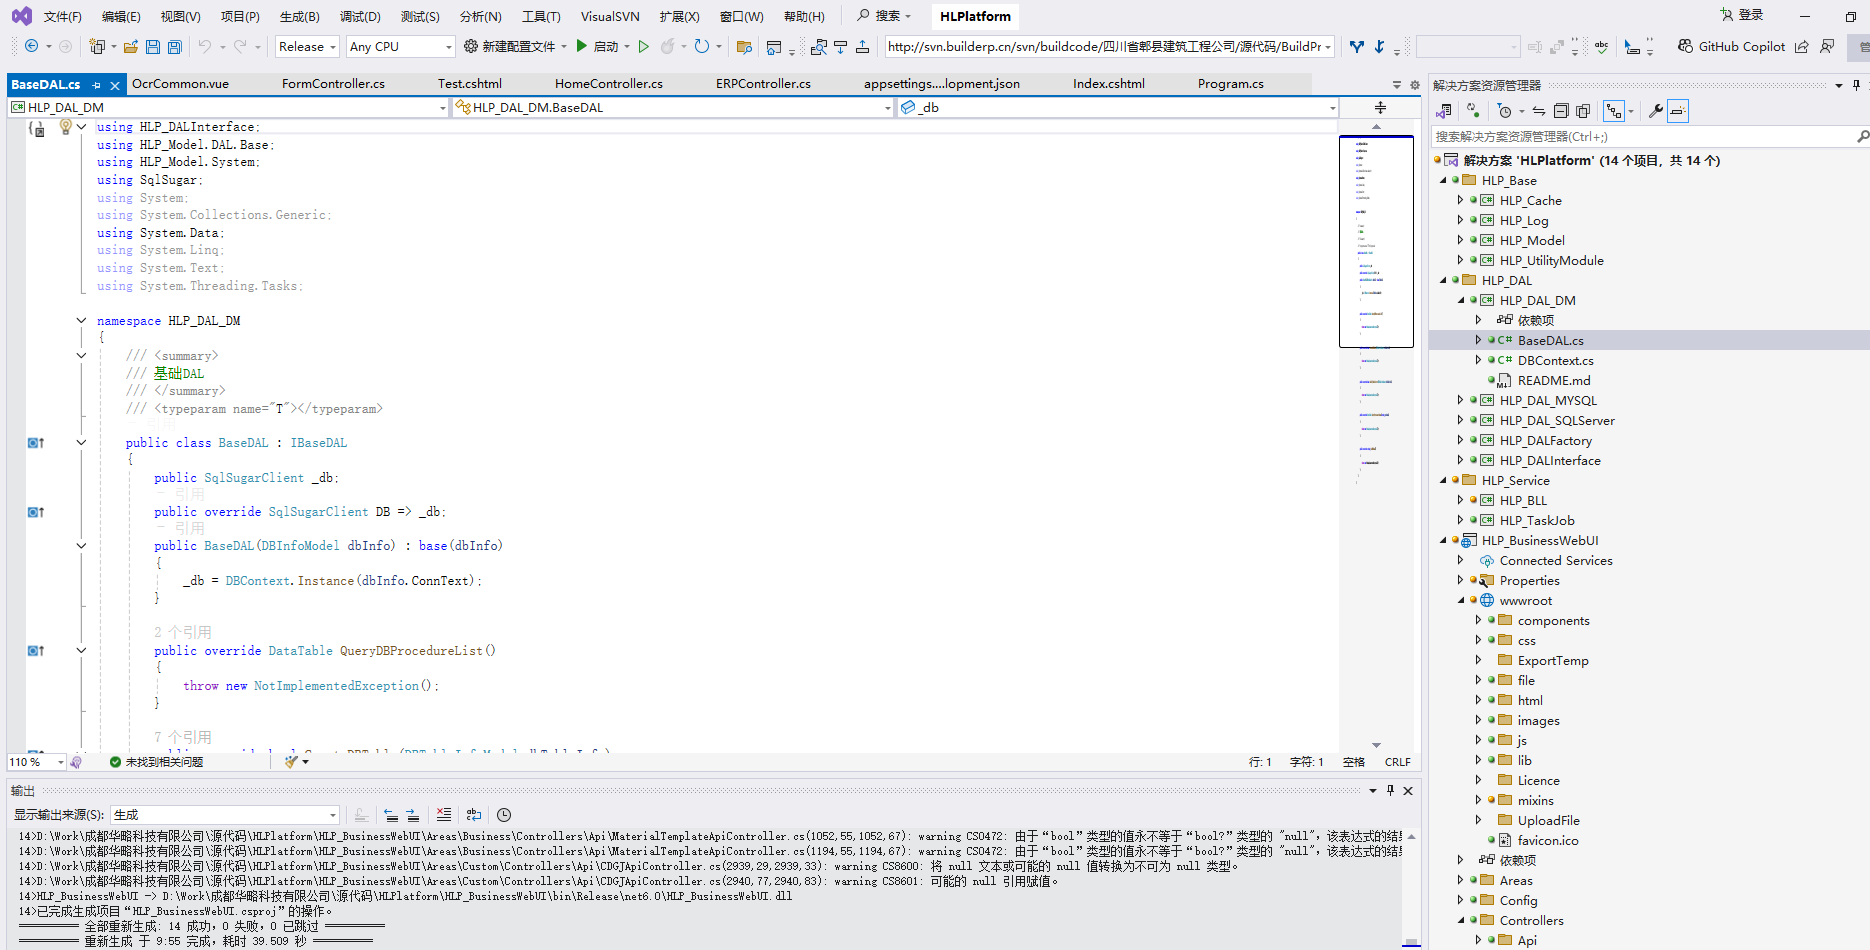 文件(F) 编辑(E) 视图(V) 项目(P) 生成(B) 调试(D) 测试(S) 分析(N) 工具(T) VisualSVN 扩展(X) 窗口(W) 帮助(H) 搜索 HLPlatform 登录
Release Any CPU 新建配置文件 启动 http://svn.builderp.cn/svn/buildcode/四川省郫县建筑工程公司/源代码/BuildPr GitHub Copilot
BaseDAL.cs OcrCommon.vue FormController.cs Test.cshtml HomeController.cs ERPController.cs appsettings....lopment.json Index.cshtml Program.cs
HLP_DAL_DM HLP_DAL_DM.BaseDAL _db
using HLP_DALInterface;
using HLP_Model.DAL.Base;
using HLP_Model.System;
using SqlSugar;
using System;
using System.Collections.Generic;
using System.Data;
using System.Linq;
using System.Text;
using System.Threading.Tasks;
namespace HLP_DAL_DM
{
/// <summary>
/// 基础DAL
/// </summary>
/// <typeparam name="T"></typeparam>
public class BaseDAL : IBaseDAL
{
public SqlSugarClient _db;
一 引用
public override SqlSugarClient DB => _db;
一 引用
public BaseDAL(DBInfoModel dbInfo) : base(dbInfo)
{
_db = DBContext.Instance(dbInfo.ConnText);
}
2 个引用
public override DataTable QueryDBProcedureList()
{
throw new NotImplementedException();
}
7 个引用
110 % 未找到相关问题 行: 1 字符: 1 空格 CRLF
输出
显示输出来源(S): 生成
14>D:\Work\成都华略科技有限公司\源代码\HLPlatform\HLP_BusinessWebUI\Areas\Business\Controllers\Api\MaterialTemplateApiController.cs(1052,55,1052,67): warning CS0472: 由于“bool”类型的值永不等于“bool?”类型的 "null"，该表达式的结
14>D:\Work\成都华略科技有限公司\源代码\HLPlatform\HLP_BusinessWebUI\Areas\Business\Controllers\Api\MaterialTemplateApiController.cs(1194,55,1194,67): warning CS0472: 由于“bool”类型的值永不等于“bool?”类型的 "null"，该表达式的结
14>D:\Work\成都华略科技有限公司\源代码\HLPlatform\HLP_BusinessWebUI\Areas\Custom\Controllers\Api\CDGJApiController.cs(2939,29,2939,33): warning CS8600: 将 null 文本或可能的 null 值转换为不可为 null 类型。
14>D:\Work\成都华略科技有限公司\源代码\HLPlatform\HLP_BusinessWebUI\Areas\Custom\Controllers\Api\CDGJApiController.cs(2940,77,2940,83): warning CS8601: 可能的 null 引用赋值。
14>HLP_BusinessWebUI -> D:\Work\成都华略科技有限公司\源代码\HLPlatform\HLP_BusinessWebUI\bin\Release\net6.0\HLP_BusinessWebUI.dll
14>已完成生成项目“HLP_BusinessWebUI.csproj”的操作。
========== 全部重新生成: 14 成功，0 失败，0 已跳过 ==========
========== 重新生成 于 9:55 完成，耗时 39.509 秒 ==========
解决方案资源管理器
搜索解决方案资源管理器(Ctrl+;)
解决方案 'HLPlatform' (14 个项目，共 14 个)
HLP_Base
HLP_Cache
HLP_Log
HLP_Model
HLP_UtilityModule
HLP_DAL
HLP_DAL_DM
依赖项
BaseDAL.cs
DBContext.cs
README.md
HLP_DAL_MYSQL
HLP_DAL_SQLServer
HLP_DALFactory
HLP_DALInterface
HLP_Service
HLP_BLL
HLP_TaskJob
HLP_BusinessWebUI
Connected Services
Properties
wwwroot
components
css
ExportTemp
file
html
images
js
lib
Licence
mixins
UploadFile
favicon.ico
依赖项
Areas
Config
Controllers
Api